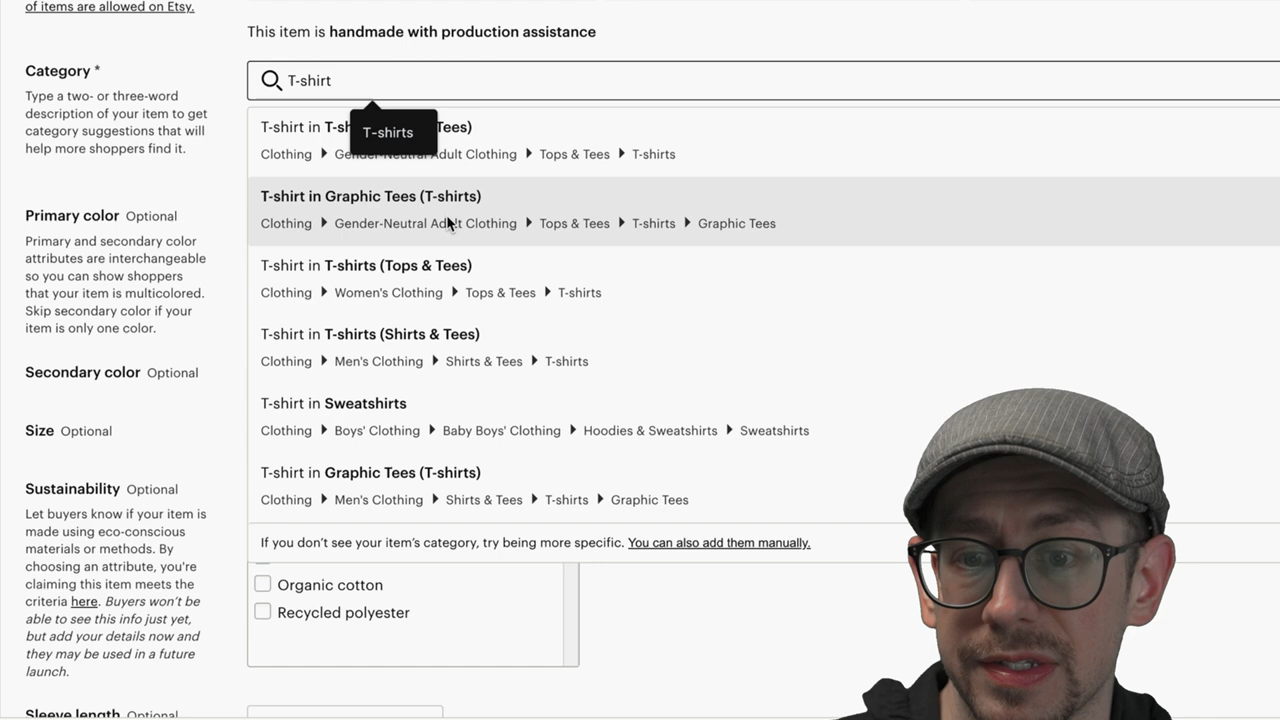 of items are allowed on Etsy.
This item is handmade with production assistance
Category *
Type a two- or three-word
description of your item to get
category suggestions that will
help more shoppers find it.
T-shirt
T-shirts
T-shirt in Tees)
Clothing Gender-Neutral Adult Clothing Tops & Tees T-shirts
T-shirt in Graphic Tees (T-shirts)
Clothing Gender-Neutral Adult Clothing Tops & Tees T-shirts Graphic Tees
T-shirt in T-shirts (Tops & Tees)
Clothing Women's Clothing Tops & Tees T-shirts
T-shirt in T-shirts (Shirts & Tees)
Clothing Men's Clothing Shirts & Tees T-shirts
T-shirt in Sweatshirts
Clothing Boys' Clothing Baby Boys' Clothing Hoodies & Sweatshirts Sweatshirts
T-shirt in Graphic Tees (T-shirts)
Clothing Men's Clothing Shirts & Tees T-shirts Graphic Tees
If you don't see your item's category, try being more specific. You can also add them manually.
Primary color Optional
Primary and secondary color
attributes are interchangeable
so you can show shoppers
that your item is multicolored.
Skip secondary color if your
item is only one color.
Secondary color Optional
Size Optional
Sustainability Optional
Let buyers know if your item is
made using eco-conscious
materials or methods. By
choosing an attribute, you're
claiming this item meets the
criteria here. Buyers won't be
able to see this info just yet,
but add your details now and
they may be used in a future
launch.
Organic cotton
Recycled polyester
Sleeve length Optional